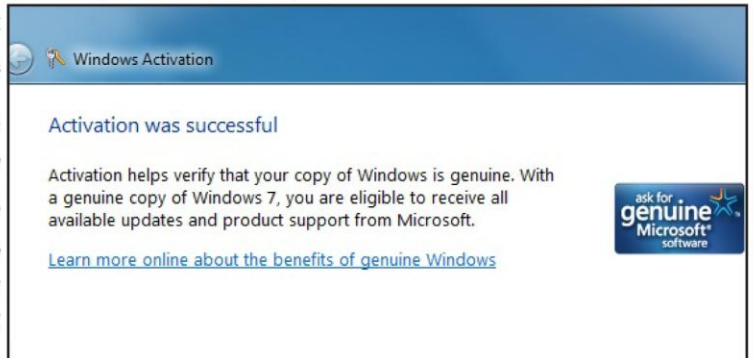 Windows Activation
Activation was successful
Activation helps verify that your copy of Windows is genuine. With
a genuine copy of Windows 7, you are eligible to receive all
available updates and product support from Microsoft.
Learn more online about the benefits of genuine Windows
ask for
genuine
Microsoft®
software